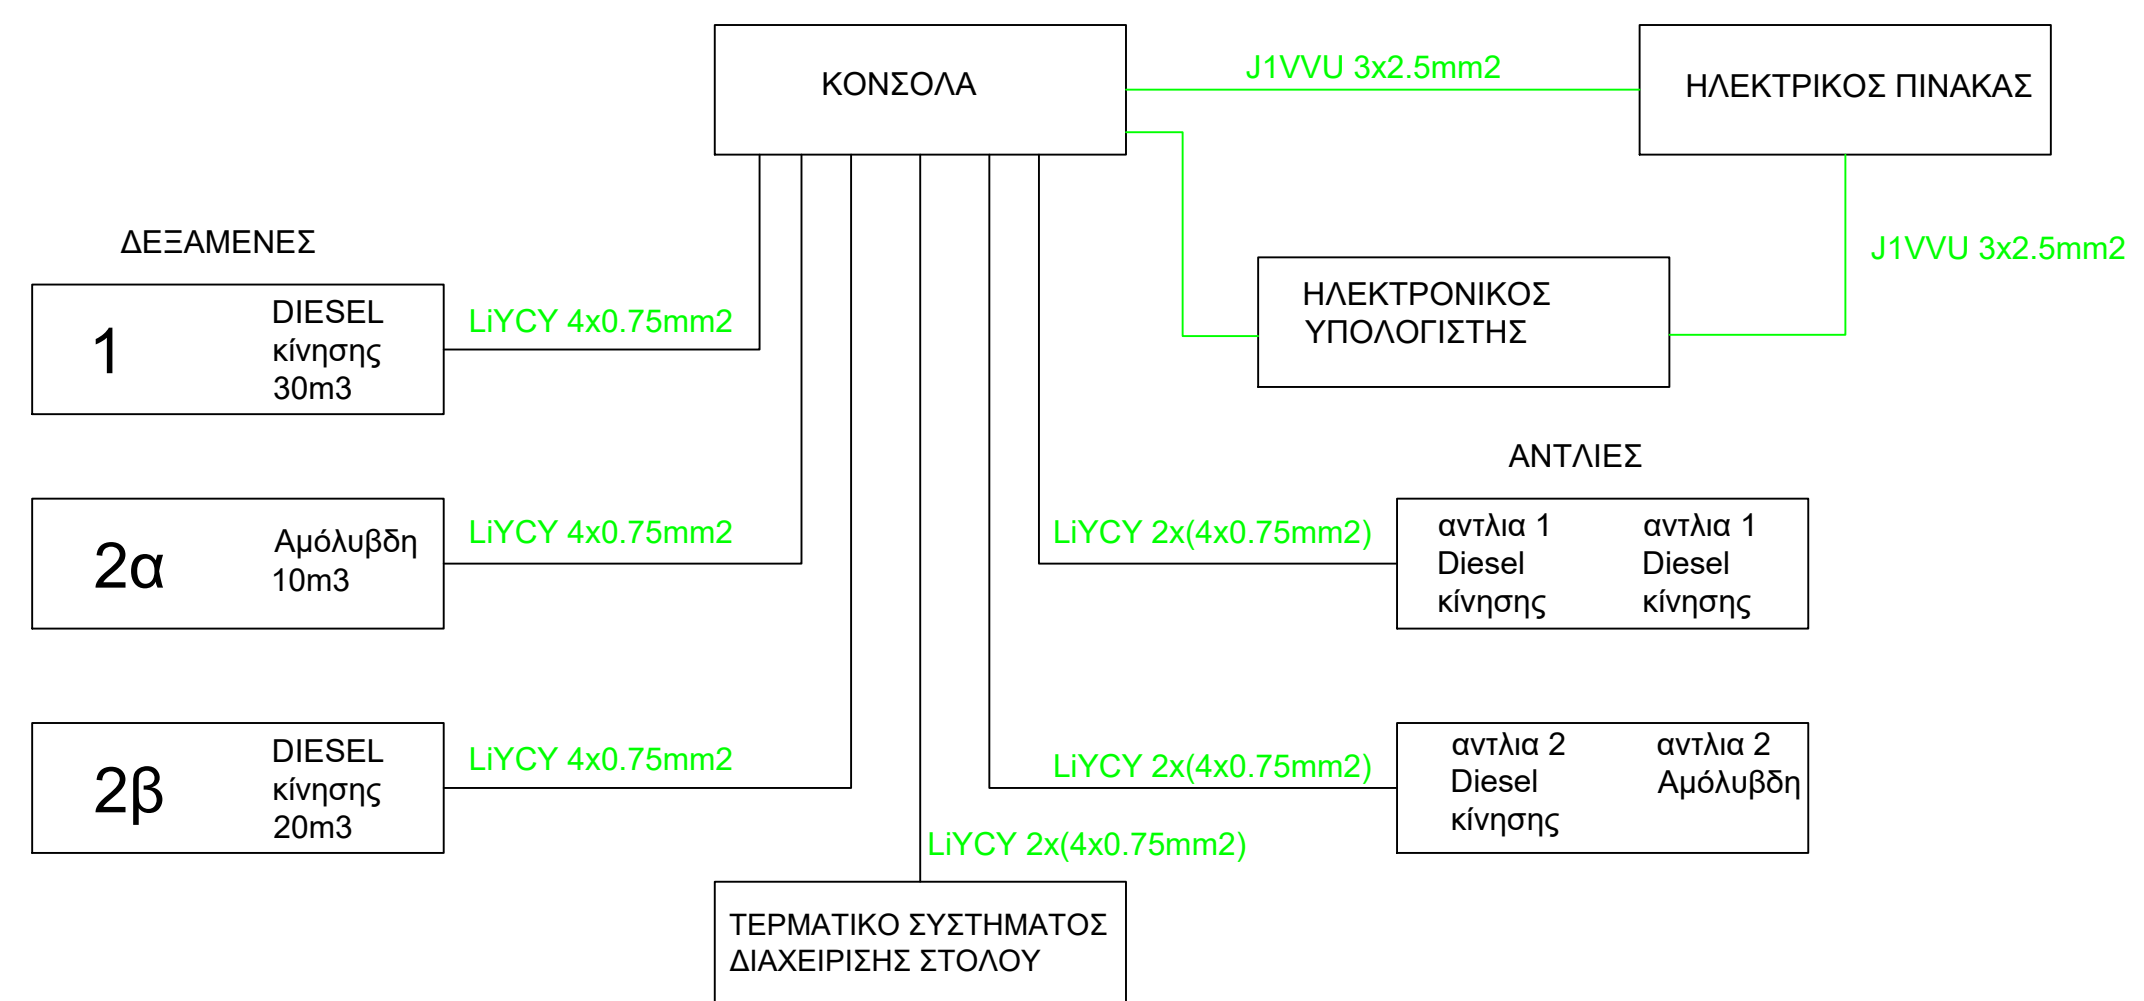 ΚΟΝΣΟΛΑ
J1VVU 3x2.5mm2
ΗΛΕΚΤΡΙΚΟΣ ΠΙΝΑΚΑΣ
J1VVU 3x2.5mm2
ΗΛΕΚΤΡΟΝΙΚΟΣ
ΥΠΟΛΟΓΙΣΤΗΣ
ΔΕΞΑΜΕΝΕΣ
1
DIESEL
κίνησης
30m3
LiYCY 4x0.75mm2
2α
Αμόλυβδη
10m3
LiYCY 4x0.75mm2
2β
DIESEL
κίνησης
20m3
LiYCY 4x0.75mm2
ΑΝΤΛΙΕΣ
LiYCY 2x(4x0.75mm2)
αντλια 1
Diesel
κίνησης
αντλια 1
Diesel
κίνησης
LiYCY 2x(4x0.75mm2)
αντλια 2
Diesel
κίνησης
αντλια 2
Αμόλυβδη
LiYCY 2x(4x0.75mm2)
ΤΕΡΜΑΤΙΚΟ ΣΥΣΤΗΜΑΤΟΣ
ΔΙΑΧΕΙΡΙΣΗΣ ΣΤΟΛΟΥ